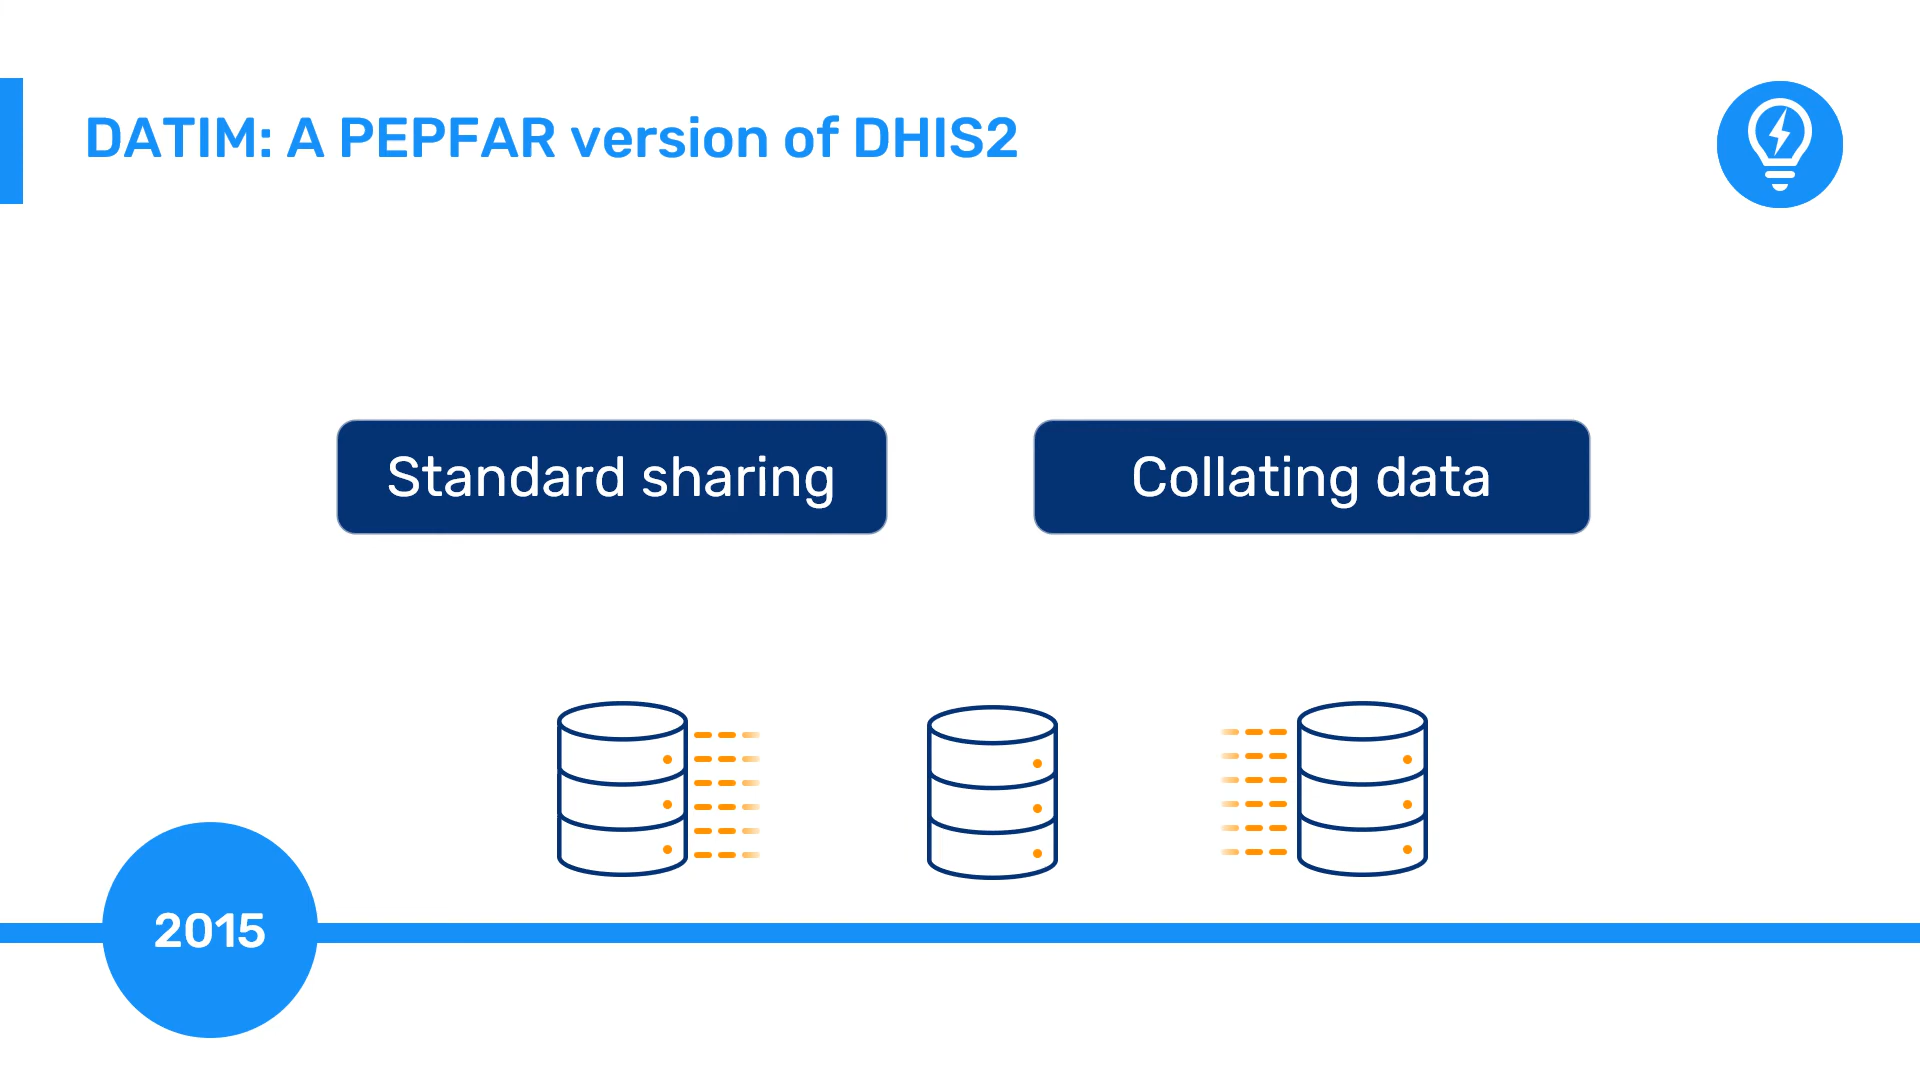 DATIM: A PEPFAR version of DHIS2
Standard sharing
Collating data
2015